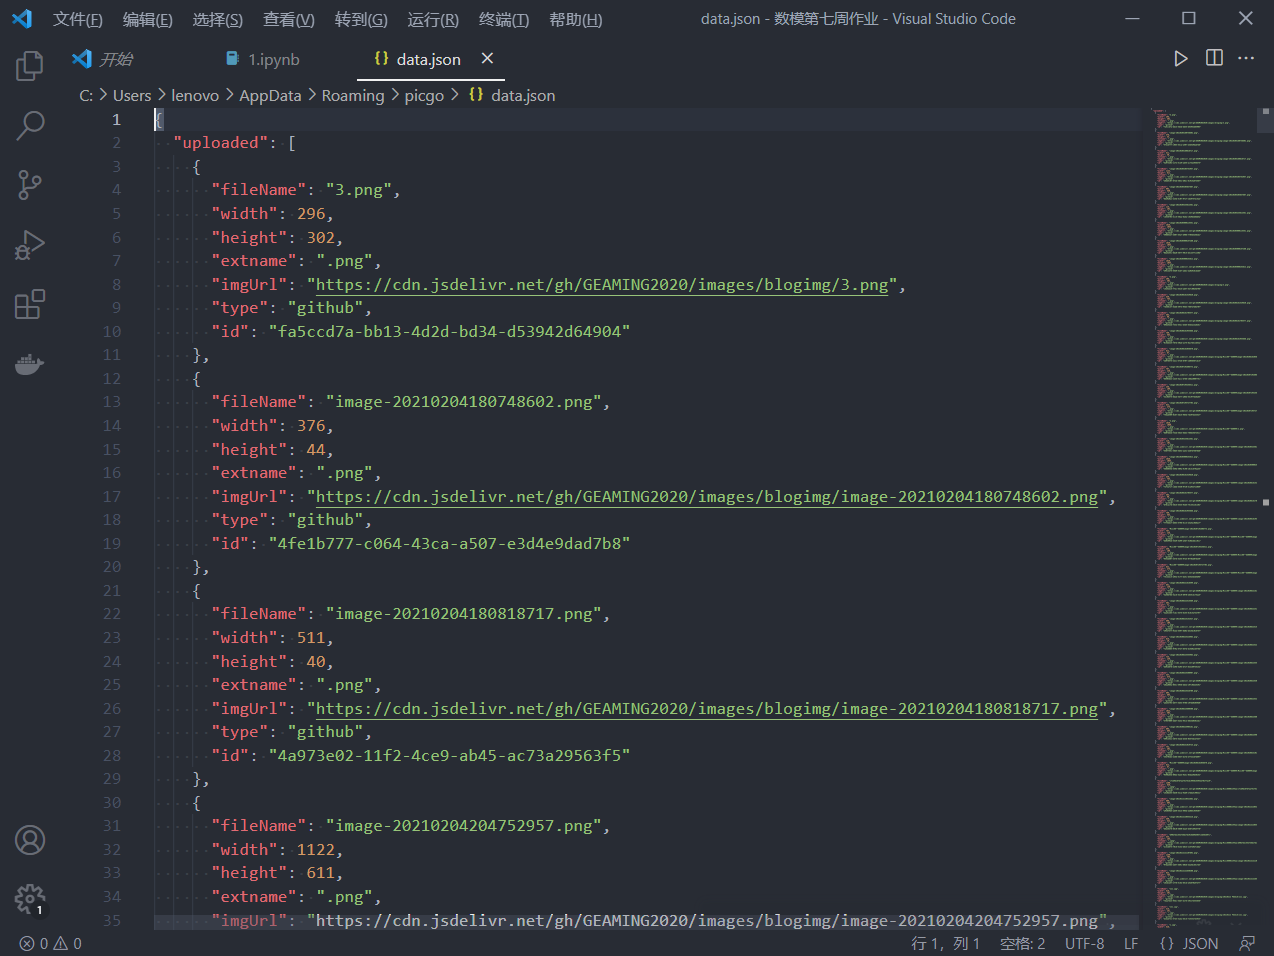 文件(F) 编辑(E) 选择(S) 查看(V) 转到(G) 运行(R) 终端(T) 帮助(H) data.json - 数模第七周作业 - Visual Studio Code
开始 1.ipynb {} data.json
C: > Users > lenovo > AppData > Roaming > picgo > {} data.json
1 {
2 "uploaded": [
3 {
4 "fileName": "3.png",
5 "width": 296,
6 "height": 302,
7 "extname": ".png",
8 "imgUrl": "https://cdn.jsdelivr.net/gh/GEAMING2020/images/blogimg/3.png",
9 "type": "github",
10 "id": "fa5ccd7a-bb13-4d2d-bd34-d53942d64904"
11 },
12 {
13 "fileName": "image-20210204180748602.png",
14 "width": 376,
15 "height": 44,
16 "extname": ".png",
17 "imgUrl": "https://cdn.jsdelivr.net/gh/GEAMING2020/images/blogimg/image-20210204180748602.png",
18 "type": "github",
19 "id": "4fe1b777-c064-43ca-a507-e3d4e9dad7b8"
20 },
21 {
22 "fileName": "image-20210204180818717.png",
23 "width": 511,
24 "height": 40,
25 "extname": ".png",
26 "imgUrl": "https://cdn.jsdelivr.net/gh/GEAMING2020/images/blogimg/image-20210204180818717.png",
27 "type": "github",
28 "id": "4a973e02-11f2-4ce9-ab45-ac73a29563f5"
29 },
30 {
31 "fileName": "image-20210204204752957.png",
32 "width": 1122,
33 "height": 611,
34 "extname": ".png",
35 "imgUrl": "https://cdn.jsdelivr.net/gh/GEAMING2020/images/blogimg/image-20210204204752957.png",
1
0 0 行 1，列 1 空格: 2 UTF-8 LF {} JSON